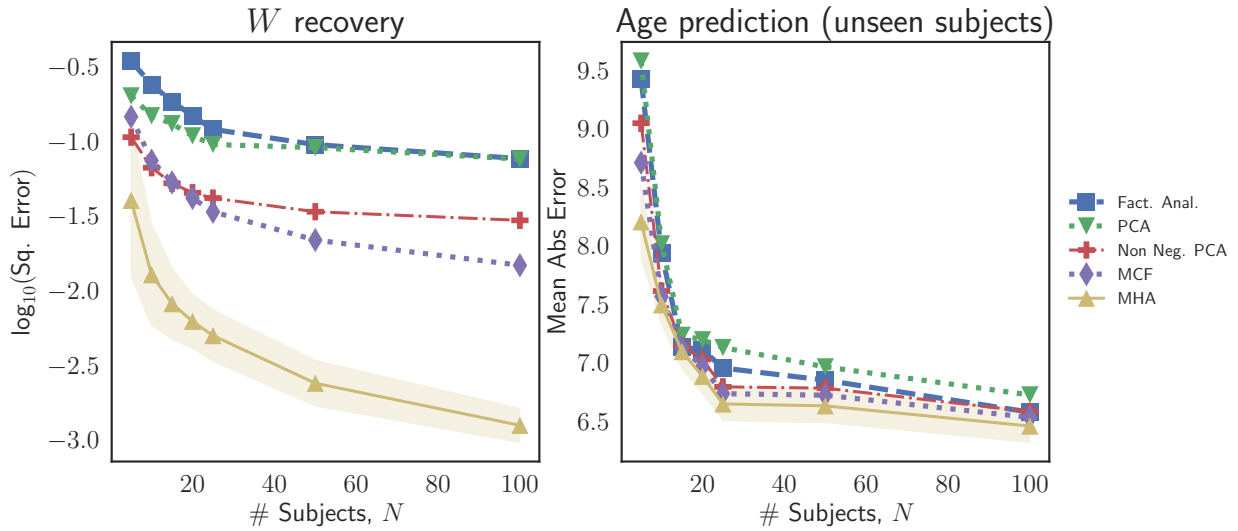 W recovery
log10(Sq. Error)
−0.5
−1.0
−1.5
−2.0
−2.5
−3.0
20
40
60
80
100
# Subjects, N
Age prediction (unseen subjects)
Mean Abs Error
9.5
9.0
8.5
8.0
7.5
7.0
6.5
20
40
60
80
100
# Subjects, N
Fact. Anal.
PCA
Non Neg. PCA
MCF
MHA